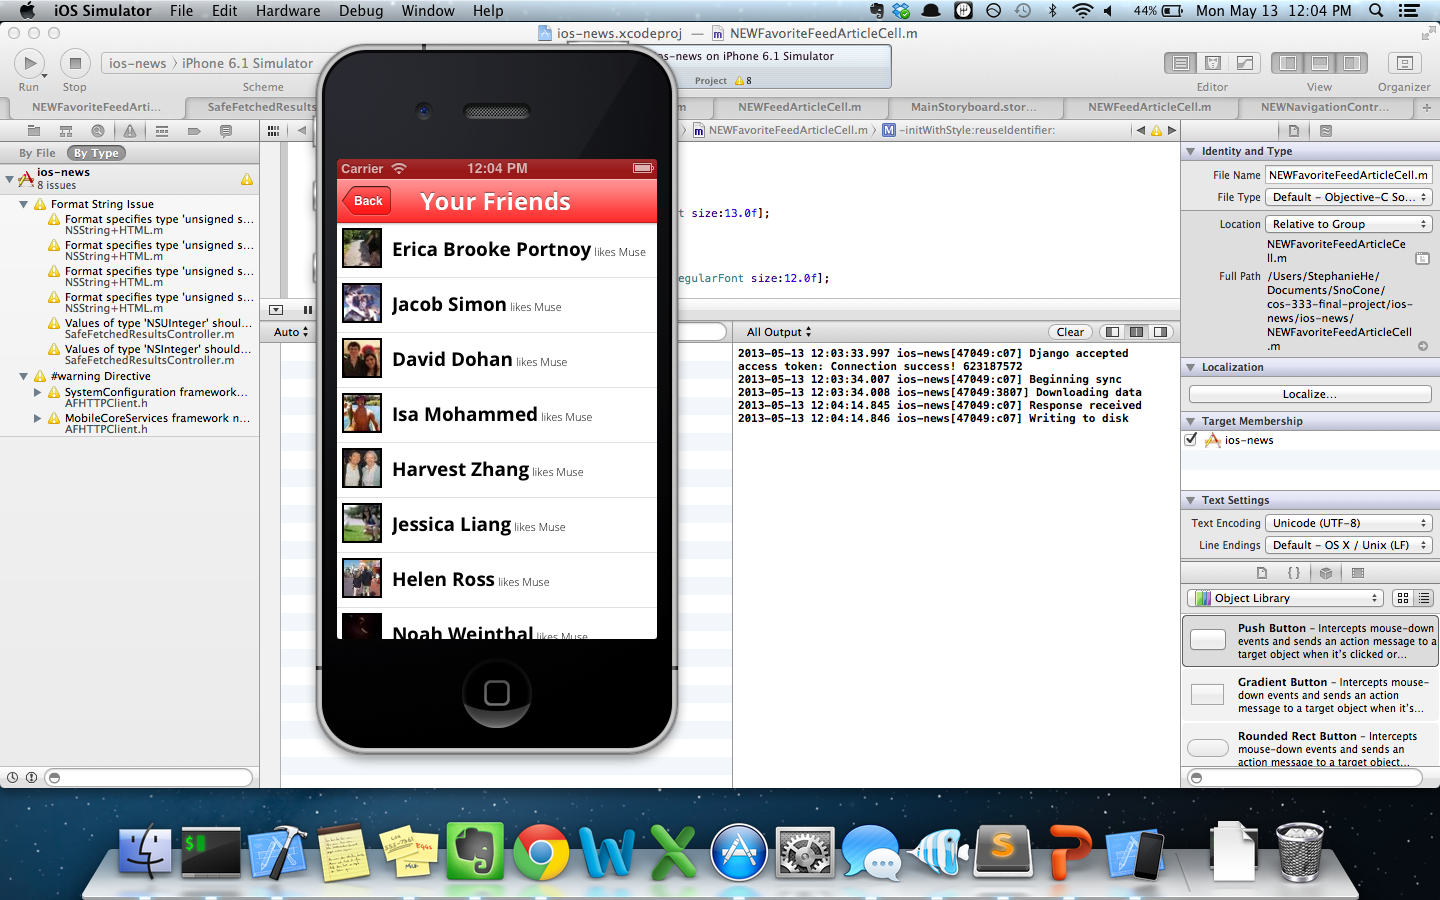 iOS Simulator File Edit Hardware Debug Window Help
44% Mon May 13 12:04 PM
ios-news.xcodeproj — NEWFavoriteFeedArticleCell.m
Run Stop
ios-news iPhone 6.1 Simulator
Scheme
os-news on iPhone 6.1 Simulator
Project 8
Editor View Organizer
NEWFavoriteFeedArti... SafeFetchedResults m NEWFeedArticleCell.m MainStoryboard.stor... NEWFeedArticleCell.m NEWNavigationContr...
NEWFavoriteFeedArticleCell.m M -initWithStyle:reuseIdentifier:
By File By Type
ios-news
8 issues
Format String Issue
Format specifies type 'unsigned s...
NSString+HTML.m
Format specifies type 'unsigned s...
NSString+HTML.m
Format specifies type 'unsigned s...
NSString+HTML.m
Format specifies type 'unsigned s...
NSString+HTML.m
Values of type 'NSUInteger' shoul...
SafeFetchedResultsController.m
Values of type 'NSInteger' should...
SafeFetchedResultsController.m
#warning Directive
SystemConfiguration framework...
AFHTTPClient.h
MobileCoreServices framework n...
AFHTTPClient.h
t size:13.0f];
egularFont size:12.0f];
Auto
Carrier 12:04 PM
Back Your Friends
Erica Brooke Portnoy likes Muse
Jacob Simon likes Muse
David Dohan likes Muse
Isa Mohammed likes Muse
Harvest Zhang likes Muse
Jessica Liang likes Muse
Helen Ross likes Muse
Noah Weinthal likes Muse
All Output Clear
2013-05-13 12:03:33.997 ios-news[47049:c07] Django accepted
access token: Connection success! 623187572
2013-05-13 12:03:34.007 ios-news[47049:c07] Beginning sync
2013-05-13 12:03:34.008 ios-news[47049:3807] Downloading data
2013-05-13 12:04:14.845 ios-news[47049:c07] Response received
2013-05-13 12:04:14.846 ios-news[47049:c07] Writing to disk
Identity and Type
File Name NEWFavoriteFeedArticleCell.m
File Type Default - Objective-C So...
Location Relative to Group
NEWFavoriteFeedArticleCe
ll.m
Full Path /Users/StephanieHe/
Documents/SnoCone/
cos-333-final-project/ios-
news/ios-news/
NEWFavoriteFeedArticleCell
.m
Localization
Localize...
Target Membership
ios-news
Text Settings
Text Encoding Unicode (UTF-8)
Line Endings Default - OS X / Unix (LF)
{ }
Object Library
Push Button - Intercepts mouse-down
events and sends an action message to a
target object when it's clicked or...
Gradient Button - Intercepts mouse-
down events and sends an action
message to a target object when it's...
Rounded Rect Button - Intercepts
mouse-down events and sends an
action message to a target object...